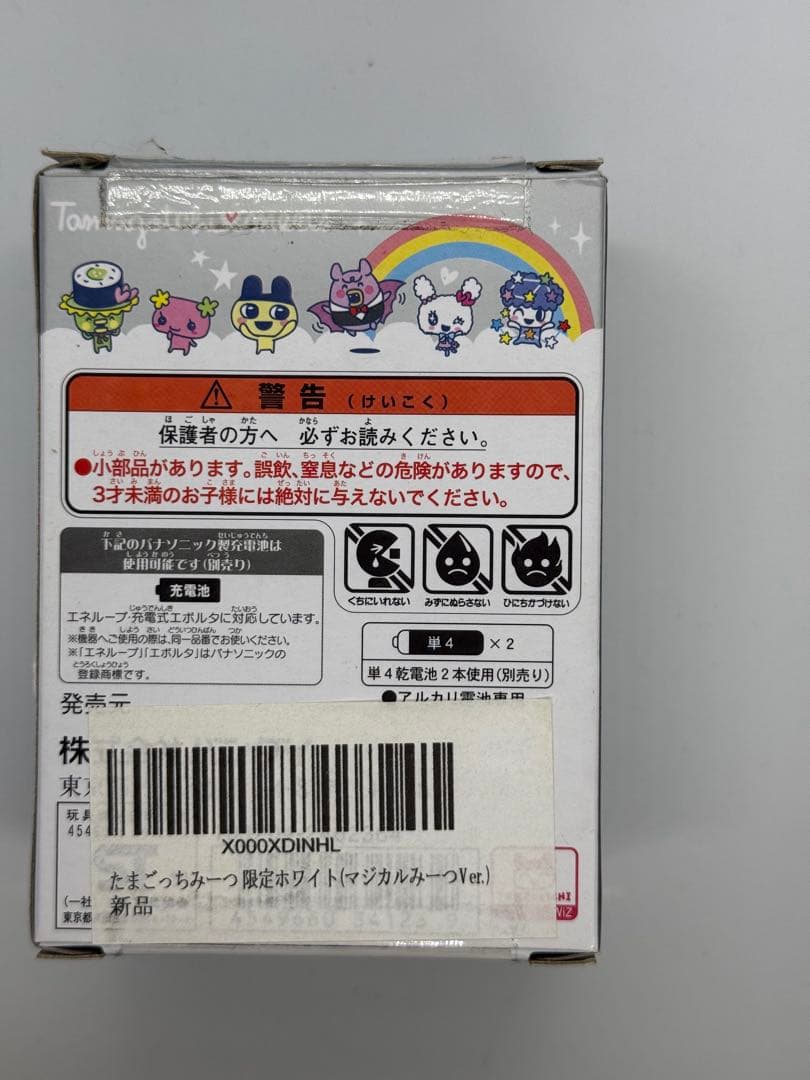 警告 (けいこく)
保護者の方へ 必ずお読みください。
●小部品があります。誤飲、窒息などの危険がありますので、
3才未満のお子様には絶対に与えないでください。
下記のパナソニック製充電池は
使用可能です(別売り)
充電池
エネループ・充電式エボルタに対応しています。
※機器へご使用の際は、同一品番でお使いください。
※「エネループ」「エボルタ」はパナソニックの
登録商標です。
くちにいれない
みずにぬらさない
ひにちかづけない
単4 ×2
単4乾電池2本使用(別売り)
●アルカリ電池専用
発売元
株
東京
玩具
454
(一社
東京都
X000XDINHL
たまごっちみーつ 限定ホワイト(マジカルみーつVer.)
新品